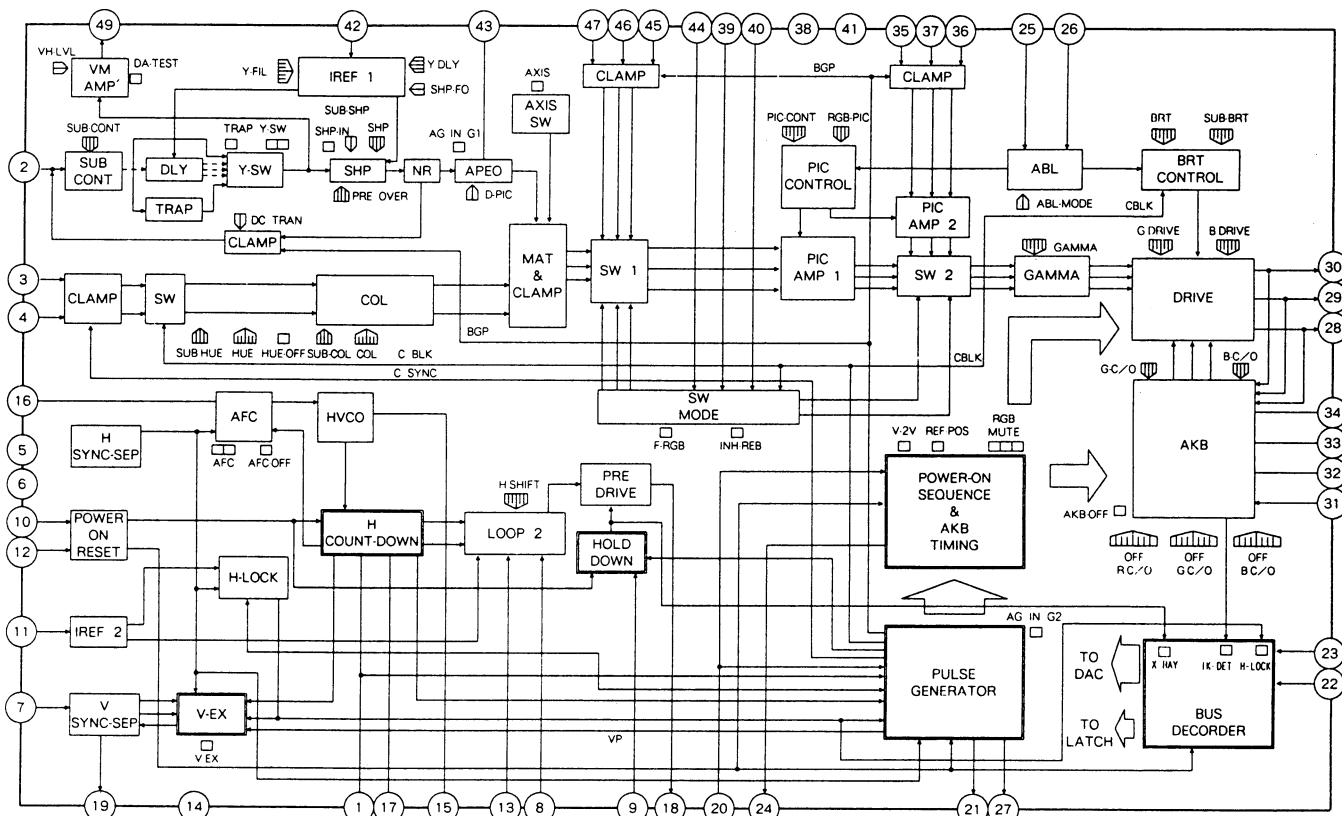 49 42 43 47 46 45 44 39 40 38 41 35 37 36 25 26
VH-LVL
DA-TEST
VM AMP'
Y-FIL
IREF 1
Y DLY
SHP-FO
SUB-SHP
AXIS
AXIS SW
CLAMP
BGP
CLAMP
SUB-CONT
TRAP Y-SW
SHP-IN
SHP
AG IN G1
PIC-CONT
RGB-PIC
BRT
SUB-BRT
2
SUB CONT
DLY
Y-SW
SHP
NR
APEO
PIC CONTROL
ABL
BRT CONTROL
PRE OVER
D-PIC
ABL-MODE
CBLK
TRAP
DC TRAN
CLAMP
PIC AMP 2
G DRIVE
B DRIVE
MAT & CLAMP
SW 1
PIC AMP 1
SW 2
GAMMA
GAMMA
DRIVE
3
4
CLAMP
SW
COL
30
29
28
BGP
SUB-HUE
HUE
HUE-OFF
SUB-COL
COL
C BLK
CBLK
C SYNC
G-C/O
B-C/O
16
AFC
HVCO
SW MODE
34
5
H SYNC-SEP
AFC
AFC-OFF
F-RGB
INH-REB
V-2V
REF POS
RGB MUTE
AKB
33
6
PRE DRIVE
H SHIFT
POWER-ON SEQUENCE & AKB TIMING
32
31
10
12
POWER ON RESET
H COUNT-DOWN
LOOP 2
HOLD DOWN
AKB-OFF
OFF R C/O
OFF G C/O
OFF B C/O
H-LOCK
11
IREF 2
AG IN G2
PULSE GENERATOR
TO DAC
X RAY
IK-DET
H-LOCK
23
22
7
V SYNC-SEP
V-EX
V EX
VP
TO LATCH
BUS DECORDER
19 14 1 17 15 13 8 9 18 20 24 21 27